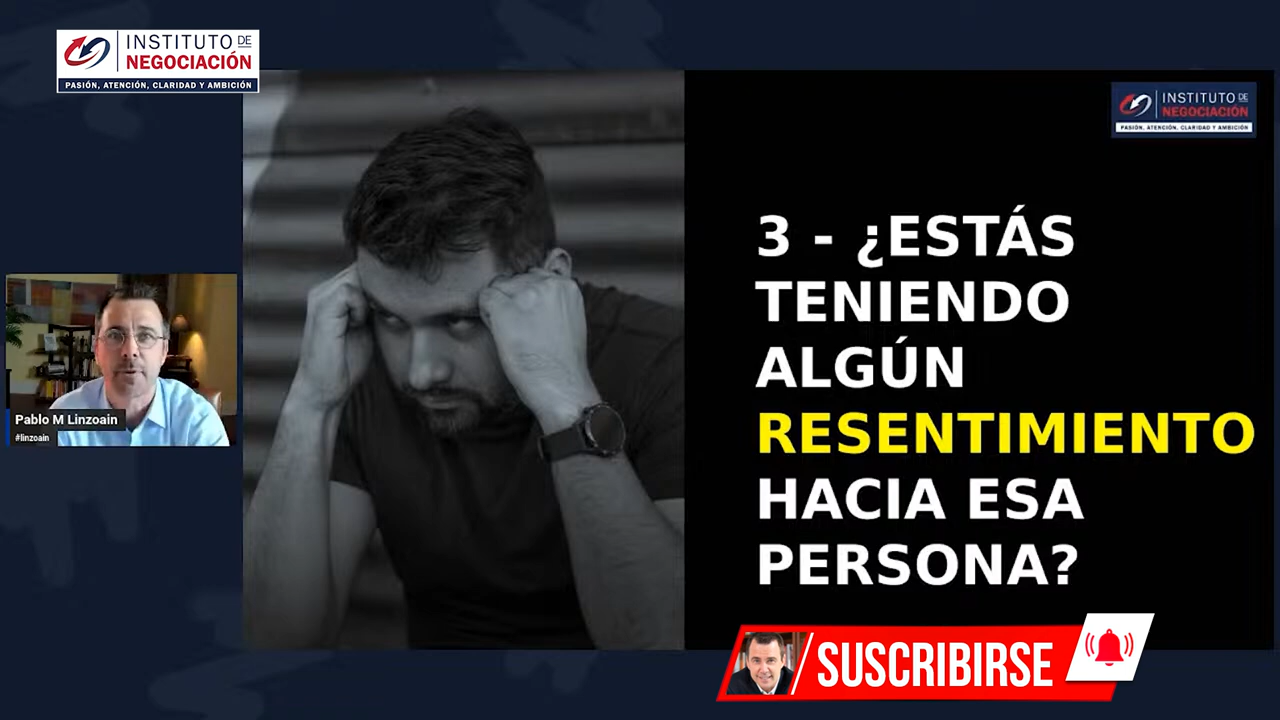 INSTITUTO DE
NEGOCIACIÓN
PASIÓN, ATENCIÓN, CLARIDAD Y AMBICIÓN
INSTITUTO DE
NEGOCIACIÓN
PASIÓN, ATENCIÓN, CLARIDAD Y AMBICIÓN
3 - ¿ESTÁS
TENIENDO
ALGÚN
RESENTIMIENTO
HACIA ESA
PERSONA?
Pablo M Linzoain
#linzoain
SUSCRIBIRSE